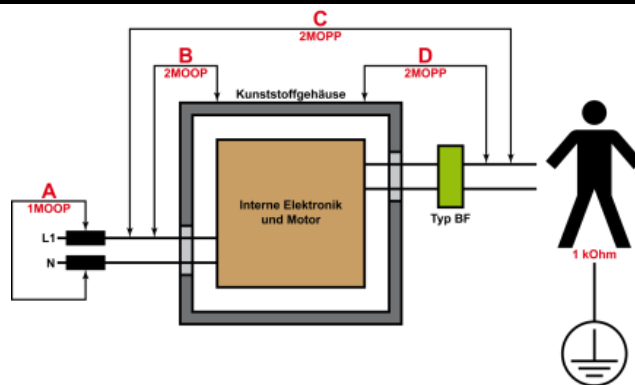 C
2MOPP
B
2MOOP
D
2MOPP
Kunststoffgehäuse
A
1MOOP
L1
N
Interne Elektronik
und Motor
Typ BF
1 kOhm